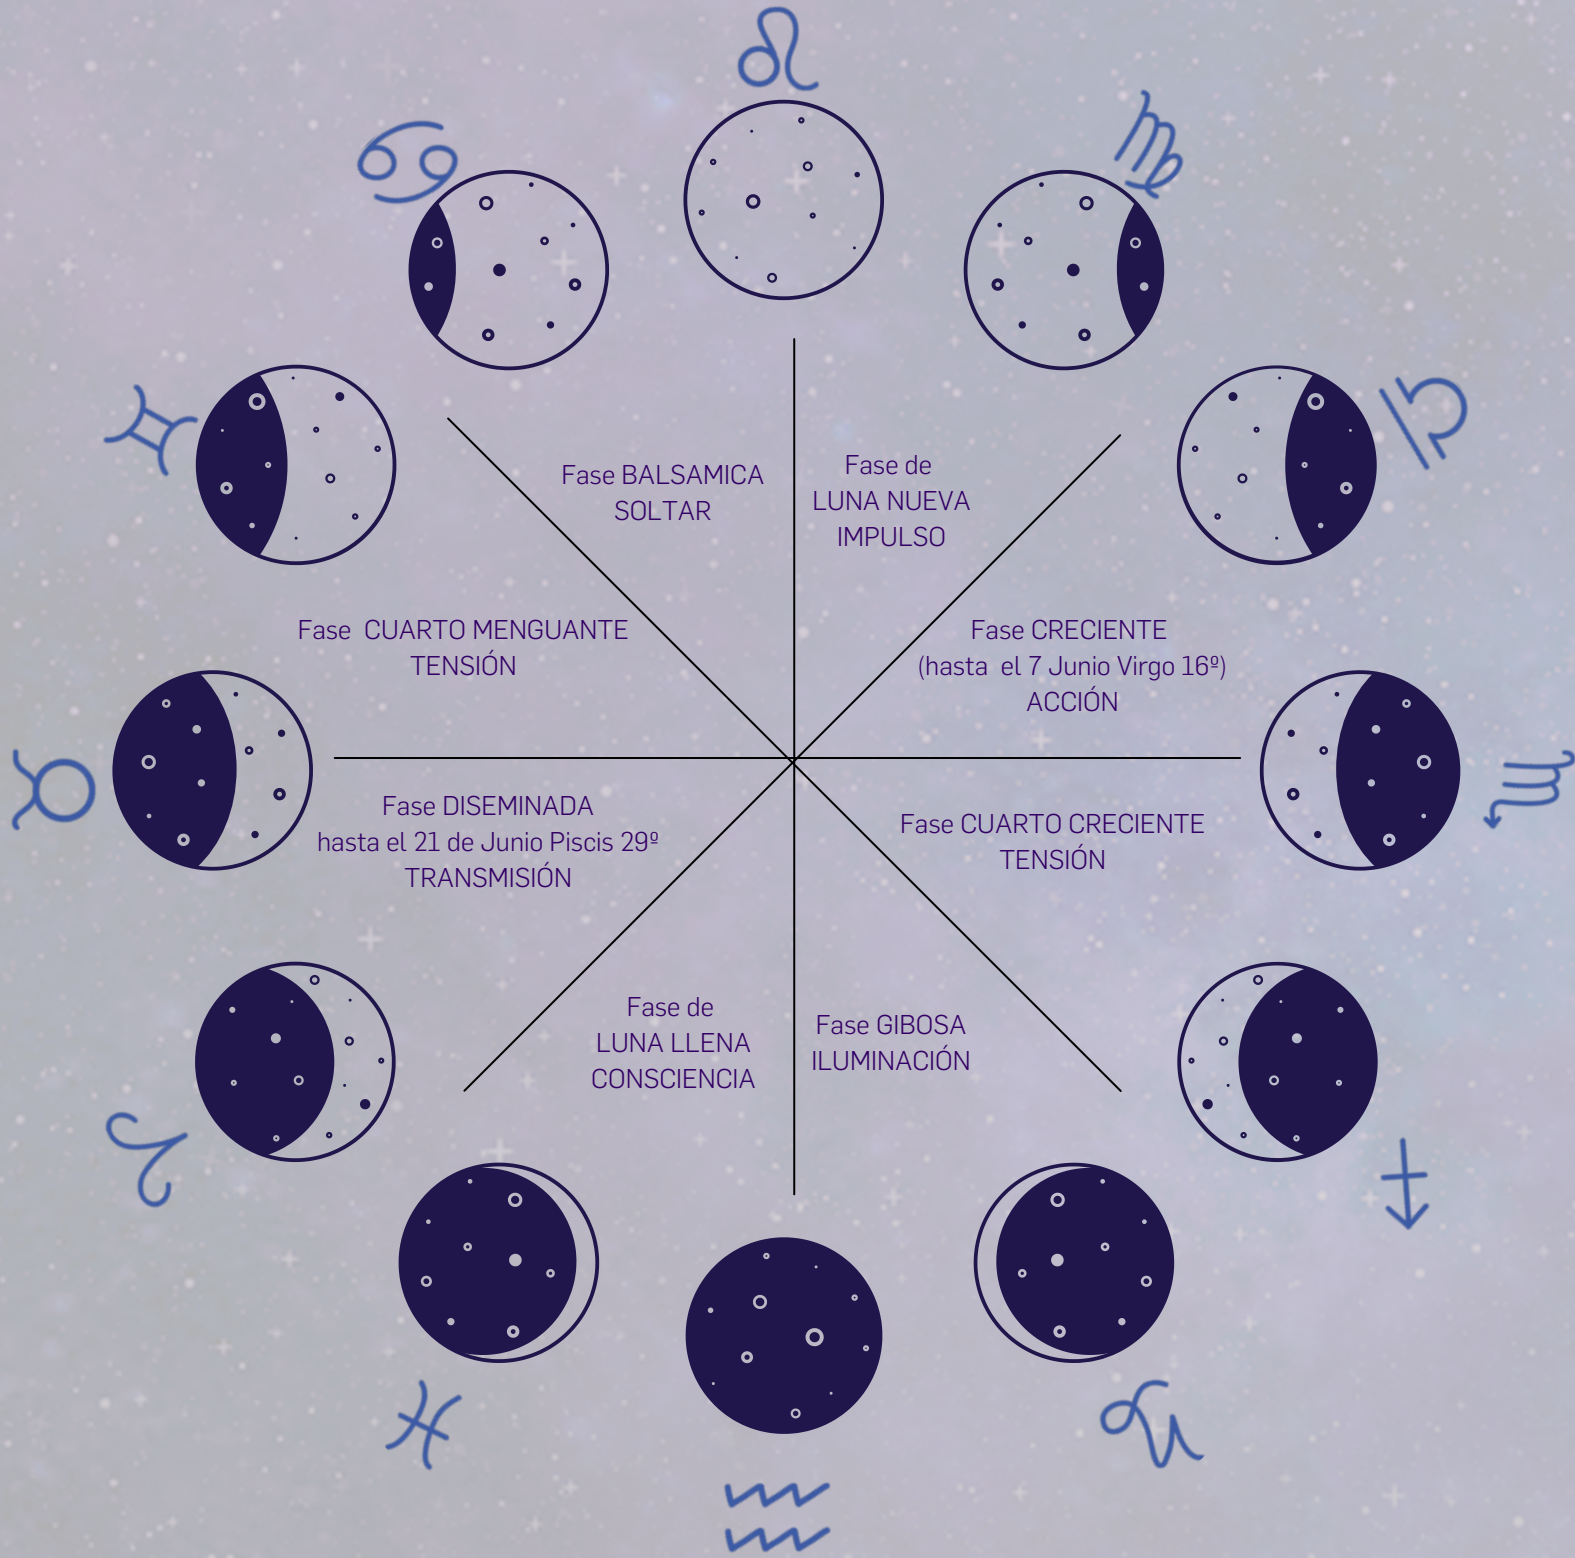 Fase BALSAMICA
SOLTAR
Fase de
LUNA NUEVA
IMPULSO
Fase  CUARTO MENGUANTE
TENSIÓN
Fase CRECIENTE
(hasta  el 7 Junio Virgo 16º)
ACCIÓN
Fase DISEMINADA
hasta el 21 de Junio Piscis 29º
TRANSMISIÓN
Fase CUARTO CRECIENTE
TENSIÓN
Fase de
LUNA LLENA
CONSCIENCIA
Fase GIBOSA
ILUMINACIÓN